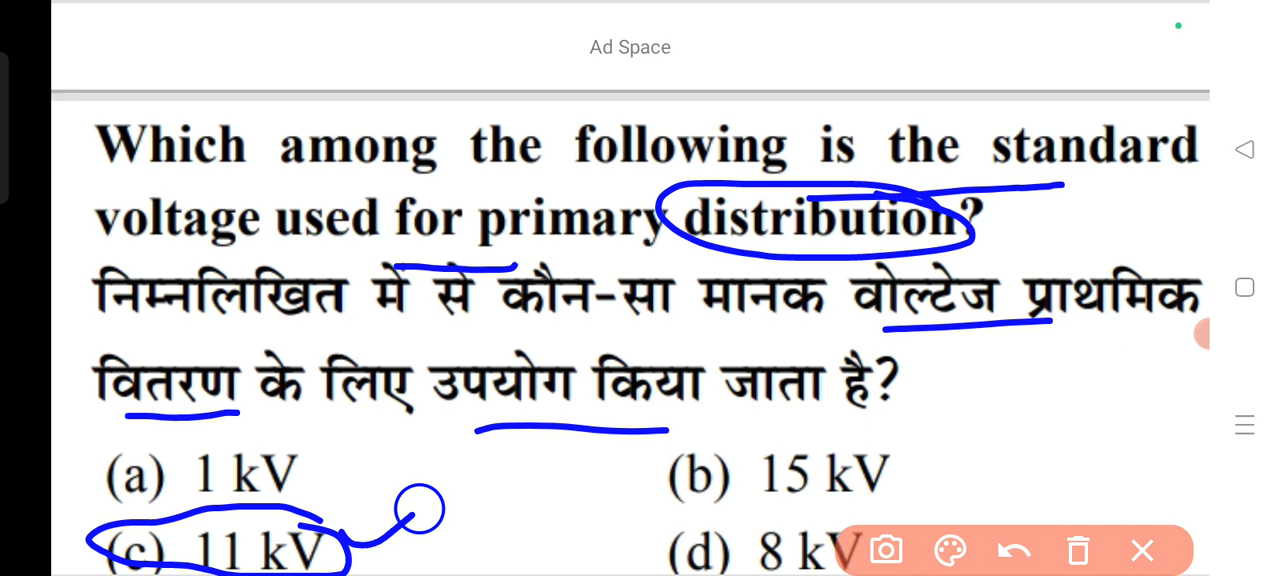 Ad Space
Which among the following is the standard
voltage used for primary distribution?
निम्नलिखित में से कौन-सा मानक वोल्टेज प्राथमिक
वितरण के लिए उपयोग किया जाता है?
(a) 1 kV (b) 15 kV
(c) 11 kV (d) 8 kV